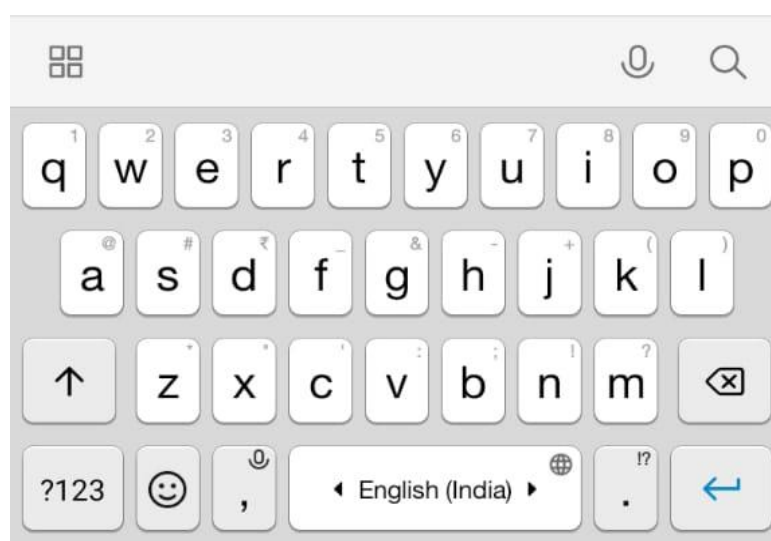 1 2 3 4 5 6 7 8 9 0
q w e r t y u i o p
@ # ₹ _ & - + ( )
a s d f g h j k l
* " ' : ; ! ?
z x c v b n m
!?
?123 , English (India) .